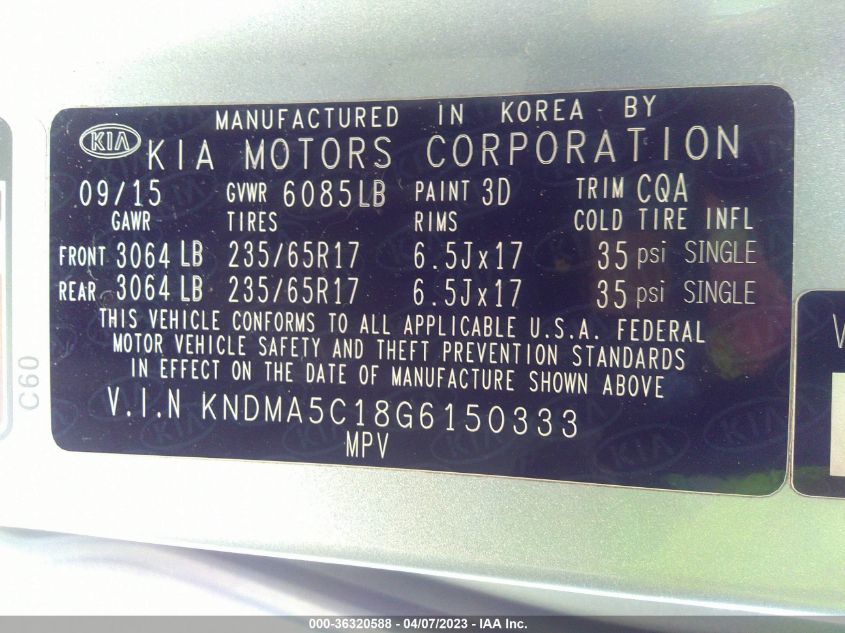 MANUFACTURED IN KOREA BY
KIA KIA MOTORS CORPORATION
09/15 GVWR 6085LB PAINT 3D TRIM CQA
GAWR TIRES RIMS COLD TIRE INFL
FRONT 3064 LB 235/65R17 6.5Jx17 35 psi SINGLE
REAR 3064 LB 235/65R17 6.5Jx17 35 psi SINGLE
THIS VEHICLE CONFORMS TO ALL APPLICABLE U.S.A. FEDERAL
MOTOR VEHICLE SAFETY AND THEFT PREVENTION STANDARDS
IN EFFECT ON THE DATE OF MANUFACTURE SHOWN ABOVE
V.I.N KNDMA5C18G6150333
MPV
C60
000-36320588 - 04/07/2023 - IAA Inc.